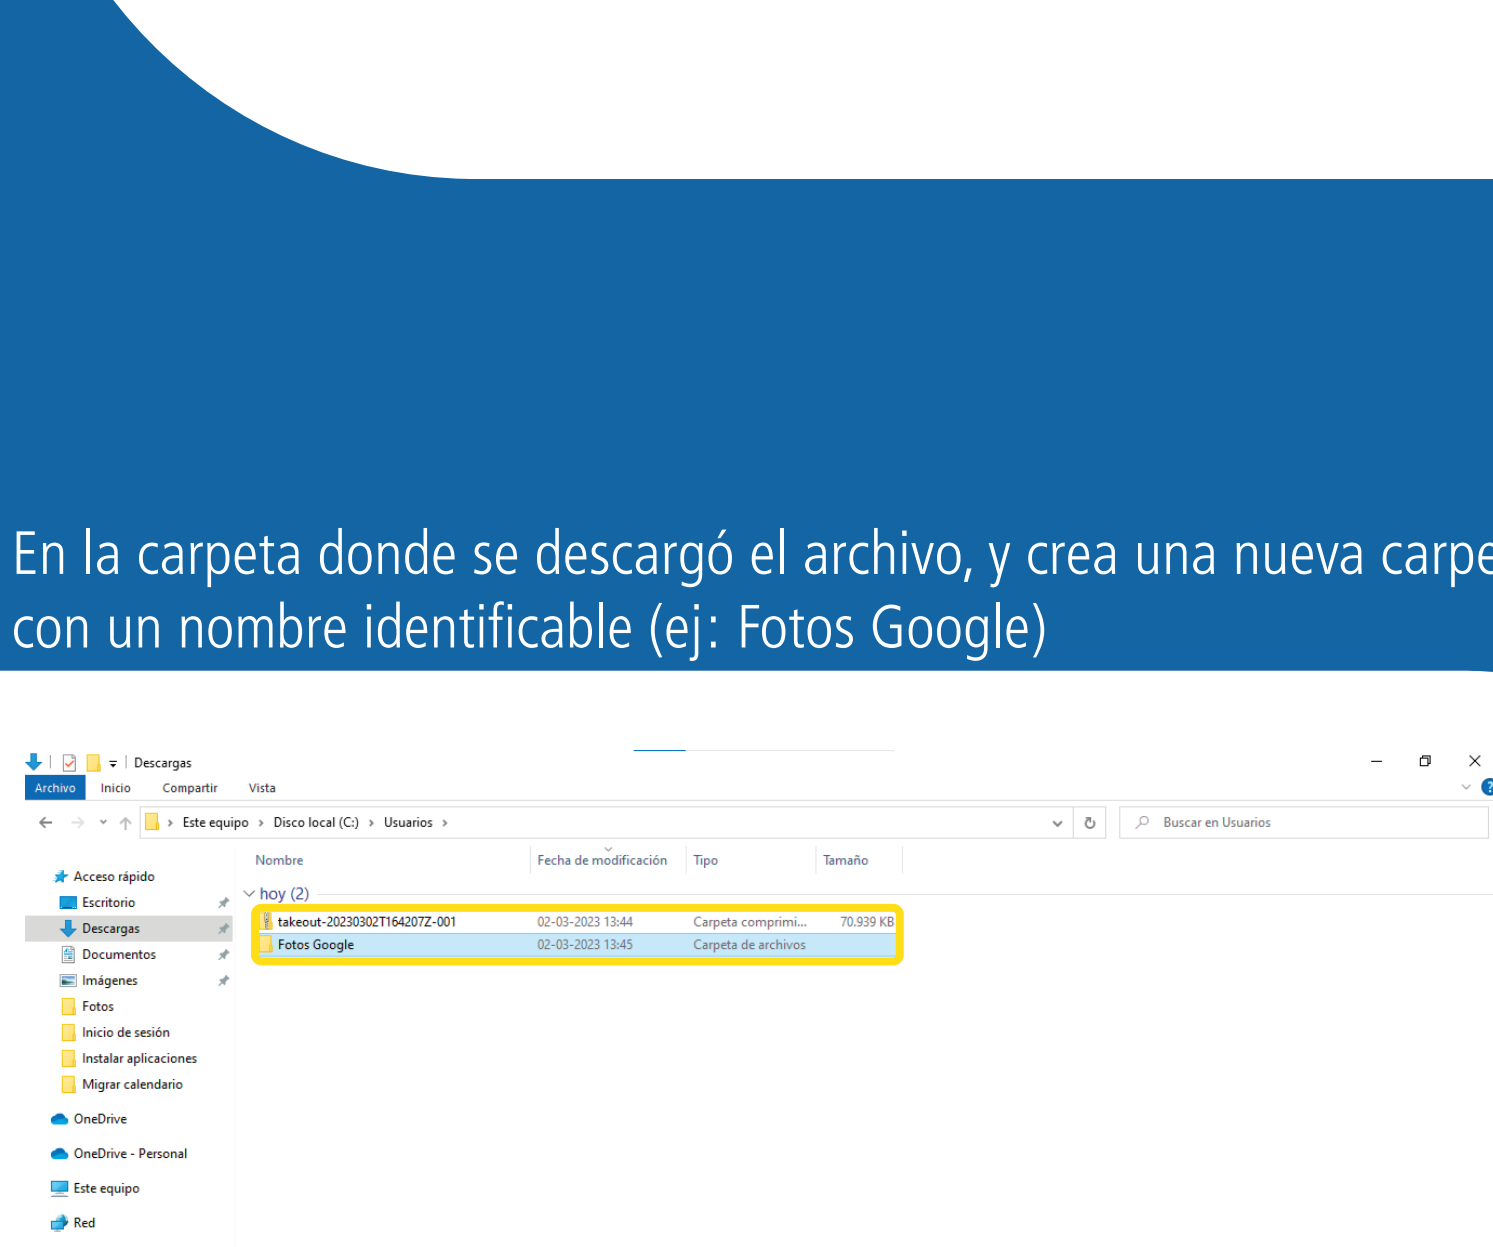 En la carpeta donde se descargó el archivo, y crea una nueva carpe
con un nombre identificable (ej: Fotos Google)
Descargas
Archivo Inicio Compartir Vista
Este equipo > Disco local (C:) > Usuarios >
Buscar en Usuarios
Nombre Fecha de modificación Tipo Tamaño
hoy (2)
takeout-20230302T164207Z-001 02-03-2023 13:44 Carpeta comprimi... 70.939 KB
Fotos Google 02-03-2023 13:45 Carpeta de archivos
Acceso rápido
Escritorio
Descargas
Documentos
Imágenes
Fotos
Inicio de sesión
Instalar aplicaciones
Migrar calendario
OneDrive
OneDrive - Personal
Este equipo
Red